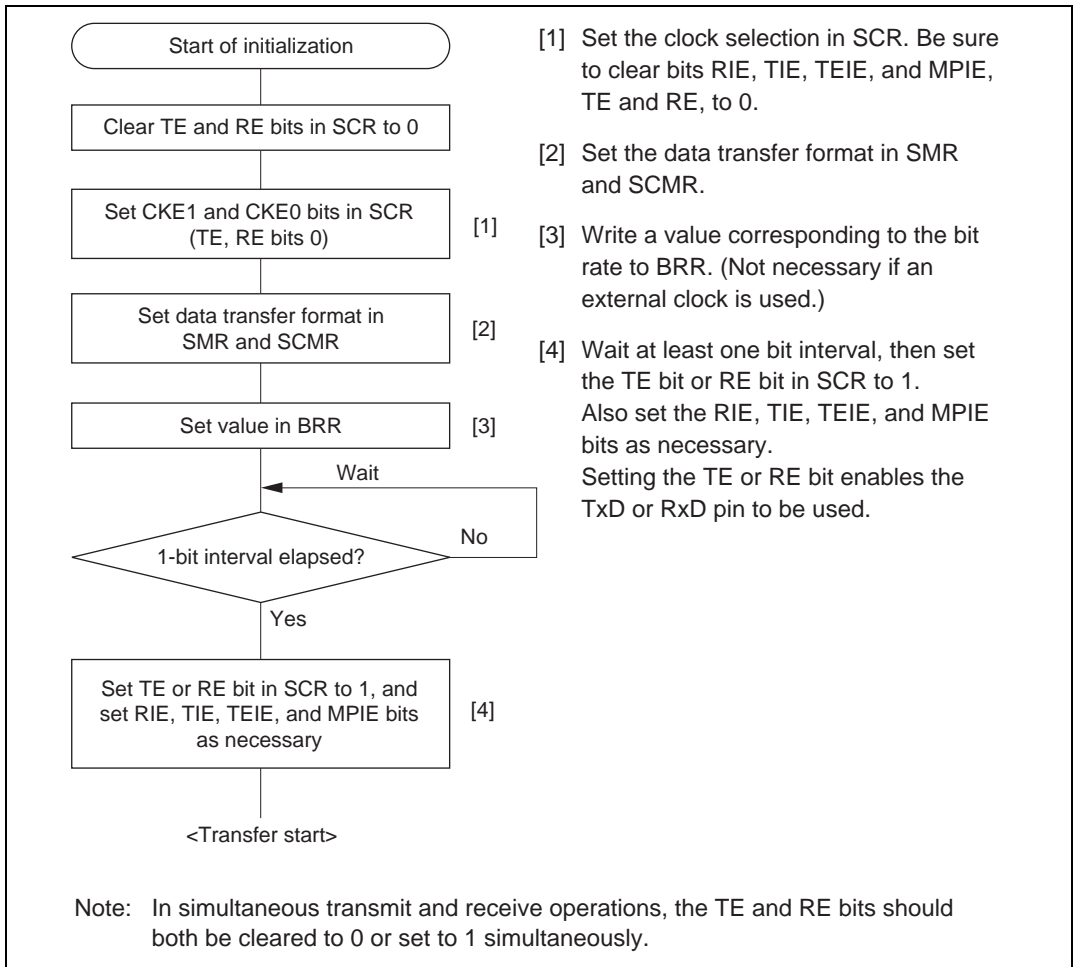 Start of initialization
Clear TE and RE bits in SCR to 0
Set CKE1 and CKE0 bits in SCR
(TE, RE bits 0)
[1]
Set data transfer format in
SMR and SCMR
[2]
Set value in BRR
[3]
Wait
No
1-bit interval elapsed?
Yes
Set TE or RE bit in SCR to 1, and
set RIE, TIE, TEIE, and MPIE bits
as necessary
[4]
<Transfer start>
[1] Set the clock selection in SCR. Be sure
to clear bits RIE, TIE, TEIE, and MPIE,
TE and RE, to 0.
[2] Set the data transfer format in SMR
and SCMR.
[3] Write a value corresponding to the bit
rate to BRR. (Not necessary if an
external clock is used.)
[4] Wait at least one bit interval, then set
the TE bit or RE bit in SCR to 1.
Also set the RIE, TIE, TEIE, and MPIE
bits as necessary.
Setting the TE or RE bit enables the
TxD or RxD pin to be used.
Note: In simultaneous transmit and receive operations, the TE and RE bits should
both be cleared to 0 or set to 1 simultaneously.